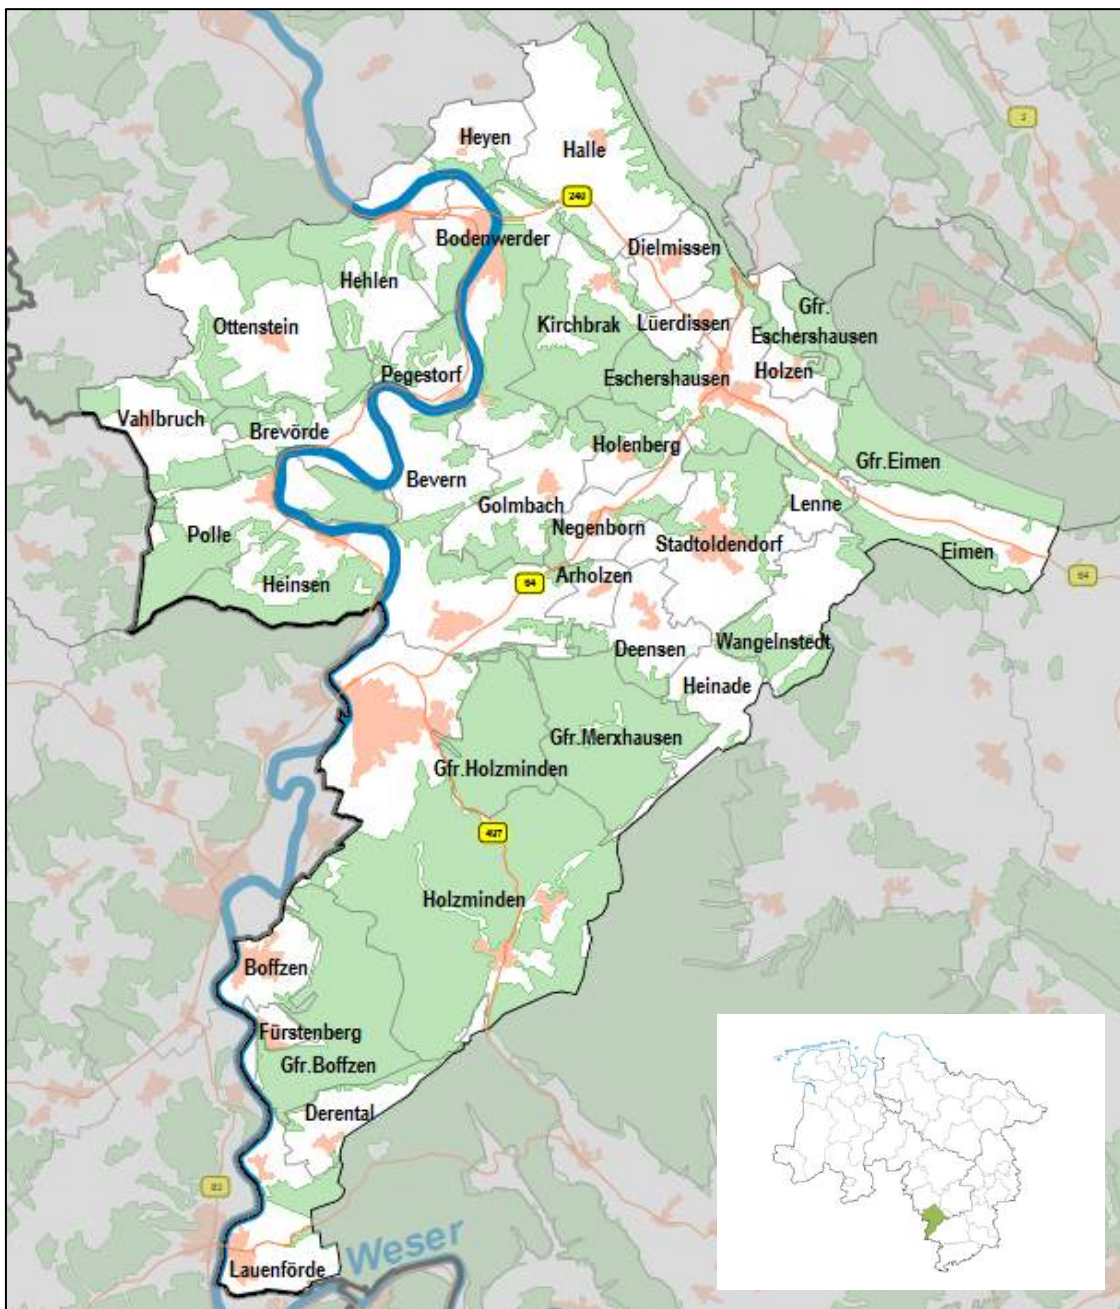 3
Heyen
Halle
240
Bodenwerder
Dielmissen
Hehlen
Gfr.
Eschershausen
Ottenstein
Kirchbrak
Lüerdissen
Pegestorf
Eschershausen
Holzen
Vahlbruch
Brevörde
Holenberg
Gfr.Eimen
Bevern
Golmbach
Lenne
Negenborn
Polle
Stadtoldendorf
Eimen
Heinsen
64
Arholzen
64
Deensen
Wangelnstedt
Heinade
Gfr.Merxhausen
Gfr.Holzminden
497
Holzminden
Boffzen
Fürstenberg
Gfr.Boffzen
Derental
83
Weser
Lauenförde